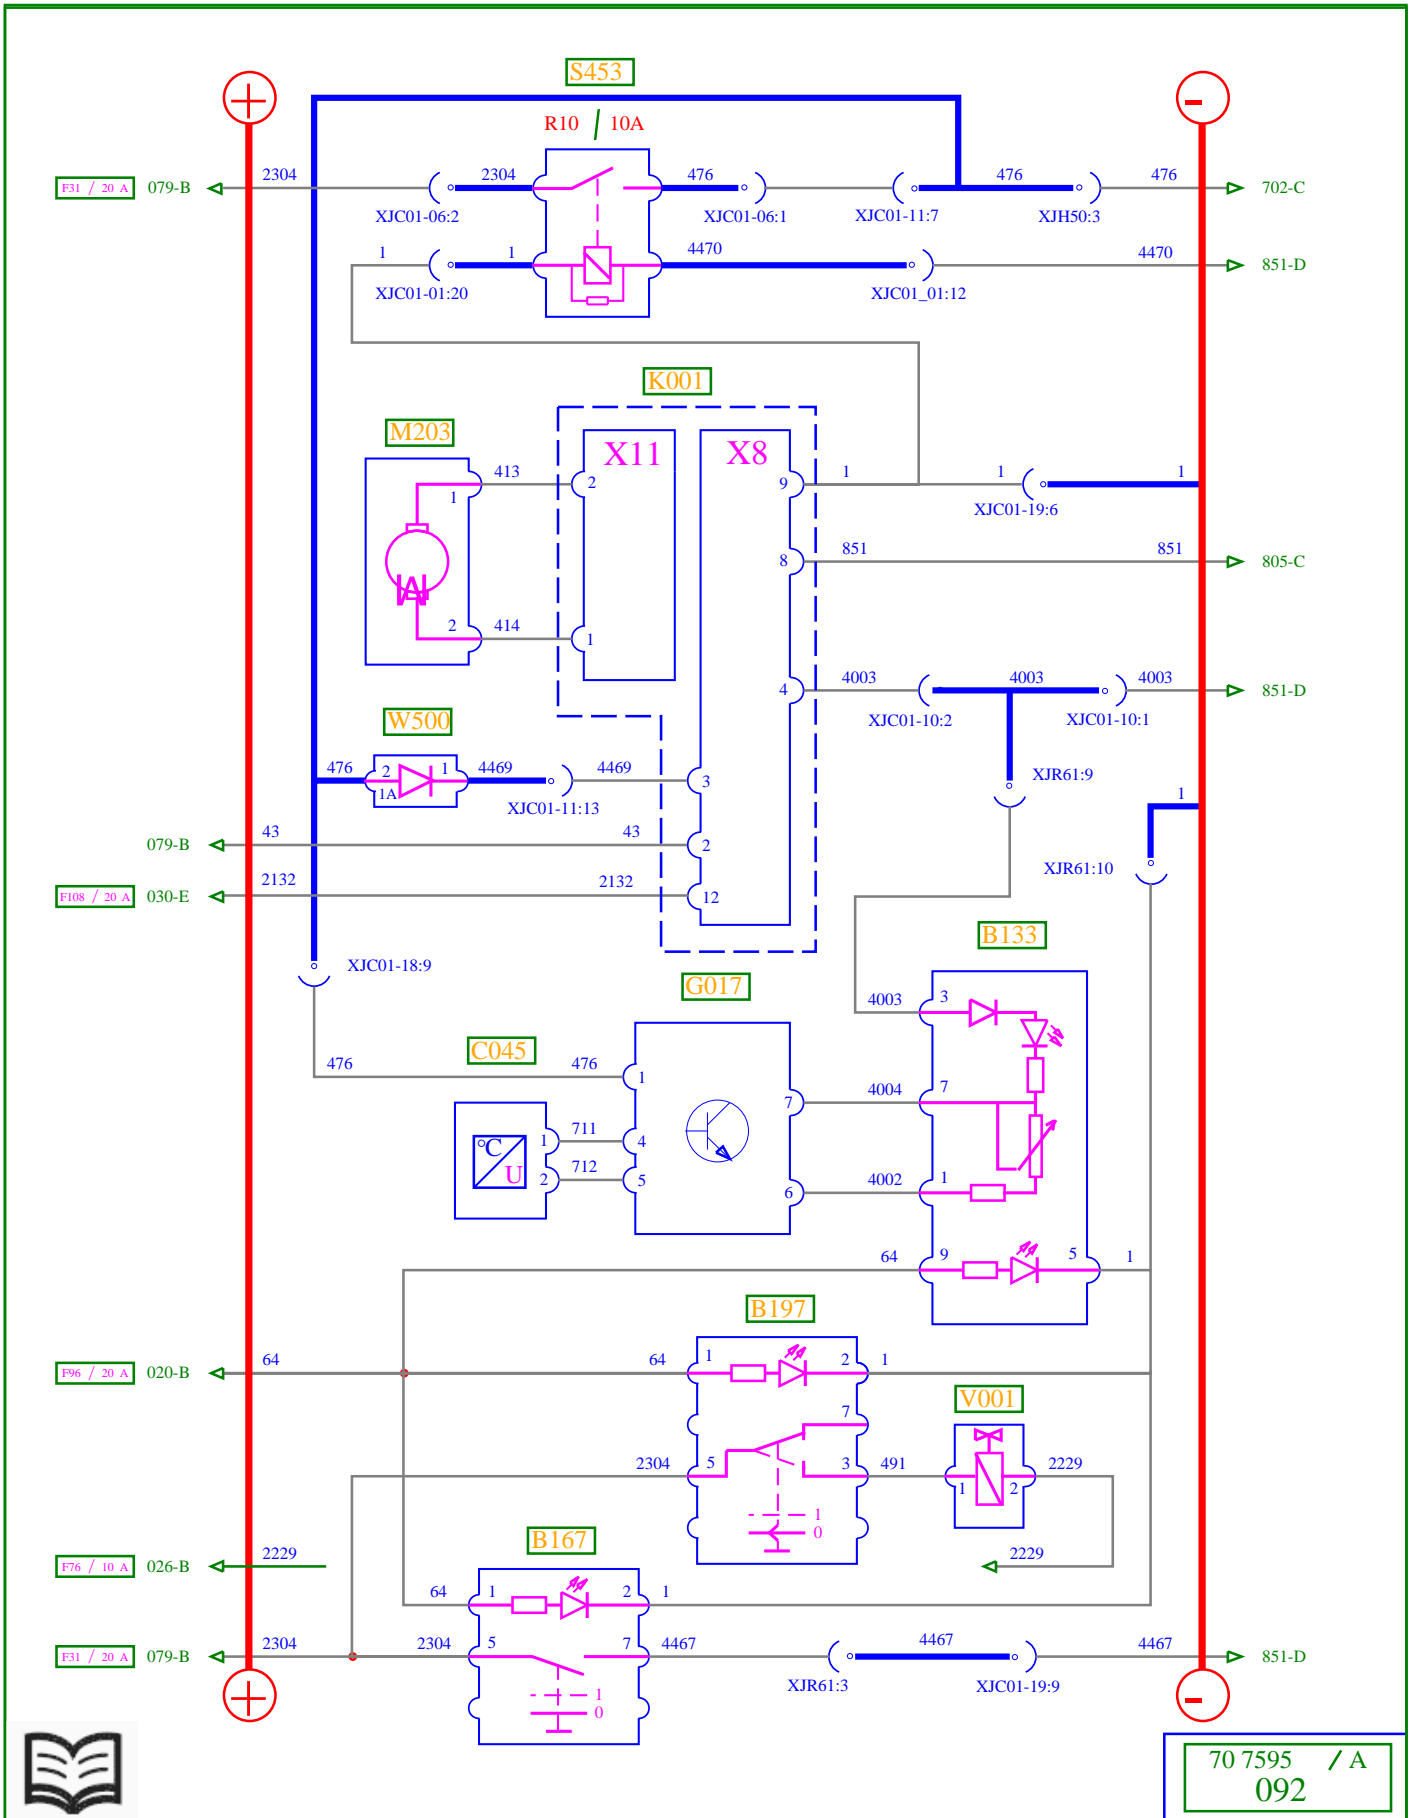 S453
R10 / 10A
F31 / 20 A 079-B 2304 2304 476 476 476 702-C
XJC01-06:2 XJC01-06:1 XJC01-11:7 XJH50:3
1 1 4470 4470 851-D
XJC01-01:20 XJC01_01:12
K001
M203
X11 X8
413 2 9 1 1 1
1
XJC01-19:6
8 851 851 805-C
M
2 414 1
4 4003 4003 4003 851-D
XJC01-10:2 XJC01-10:1
W500
476 2 1 4469 4469 3 XJR61:9
1A XJC01-11:13 1
079-B 43 43 2
XJR61:10
F108 / 20 A 030-E 2132 2132 12
B133
XJC01-18:9
G017
4003 3
C045
476 476 1
7 4004 7
°C 1 711 4
U 2 712 5
6 4002 1
64 9 5 1
B197
F96 / 20 A 020-B 64 64 1 2 1
V001
7
2304 5 3 491 1 2 2229
1
0
B167
F76 / 10 A 026-B 2229 2229
64 1 2 1
F31 / 20 A 079-B 2304 2304 5 7 4467 4467 4467 851-D
XJR61:3 XJC01-19:9
1
0
70 7595 / A
092